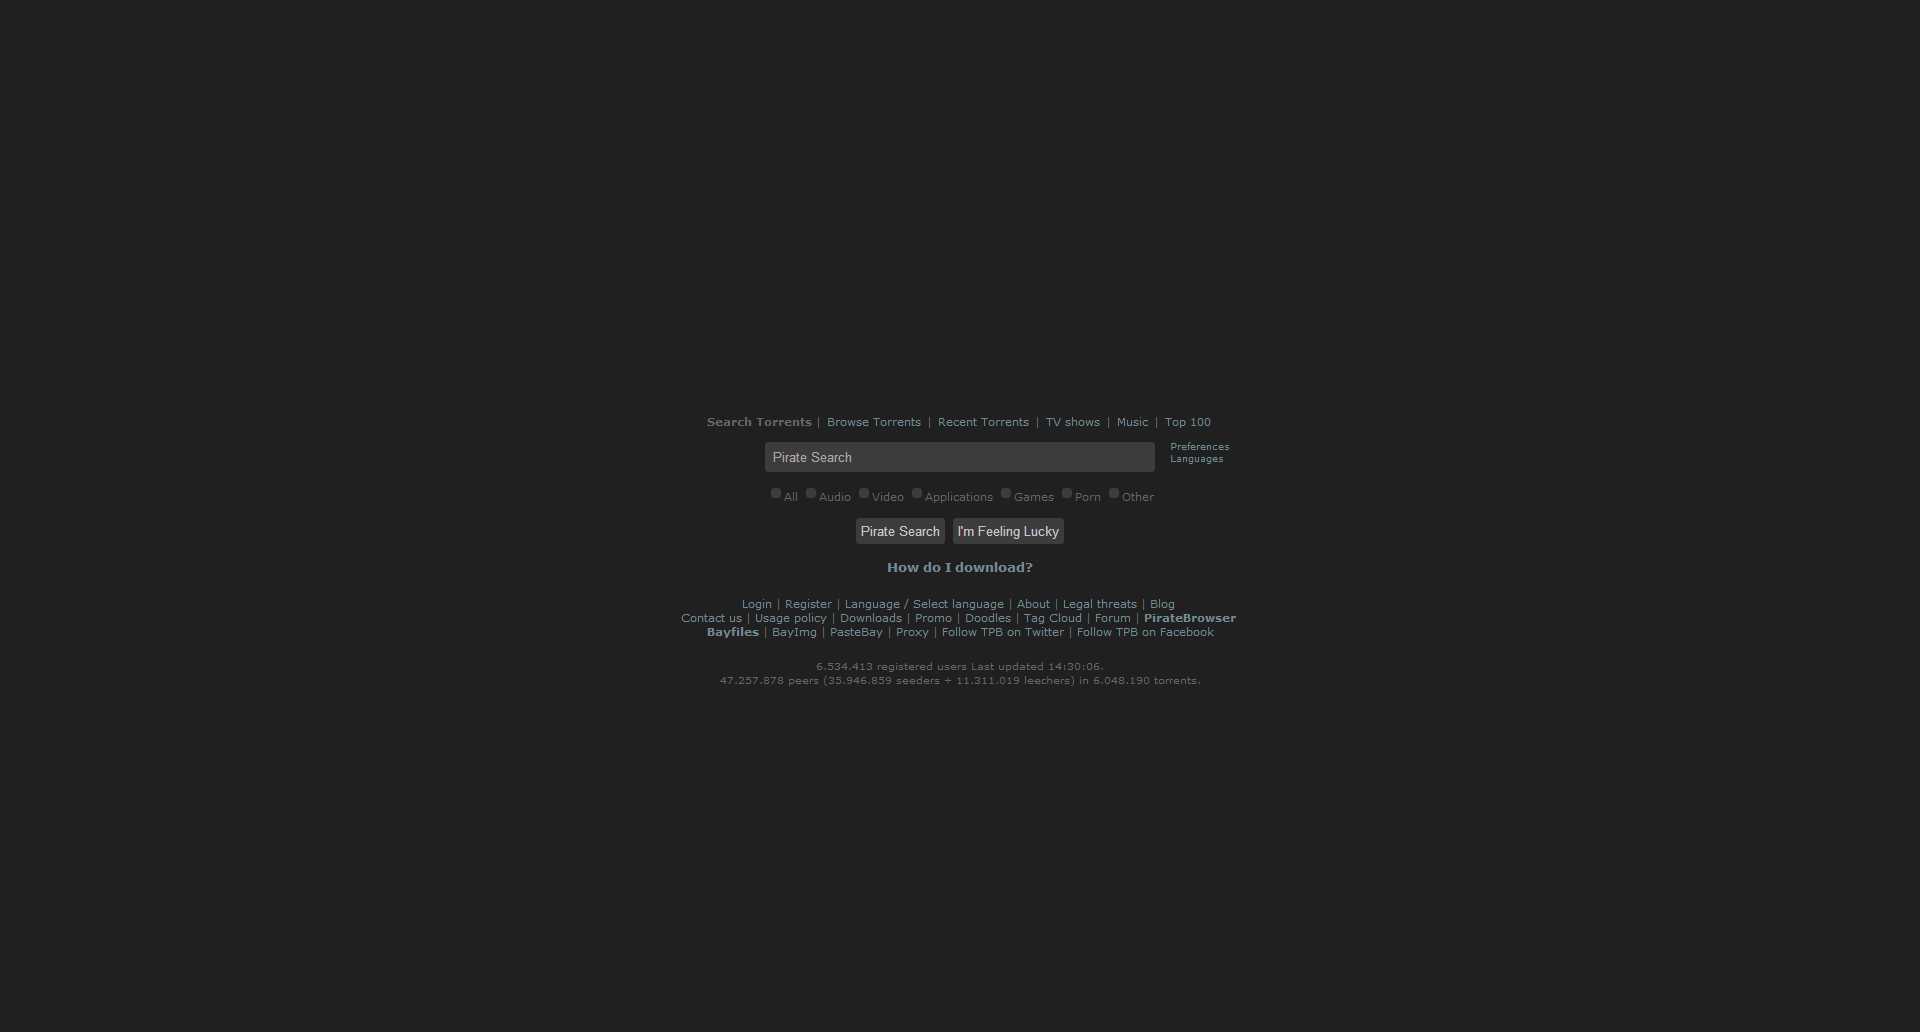 Search Torrents | Browse Torrents | Recent Torrents | TV shows | Music | Top 100
Pirate Search
Preferences
Languages
All Audio Video Applications Games Porn Other
Pirate Search I'm Feeling Lucky
How do I download?
Login | Register | Language / Select language | About | Legal threats | Blog
Contact us | Usage policy | Downloads | Promo | Doodles | Tag Cloud | Forum | PirateBrowser
Bayfiles | BayImg | PasteBay | Proxy | Follow TPB on Twitter | Follow TPB on Facebook
6.534.413 registered users Last updated 14:30:06.
47.257.878 peers (35.946.859 seeders + 11.311.019 leechers) in 6.048.190 torrents.